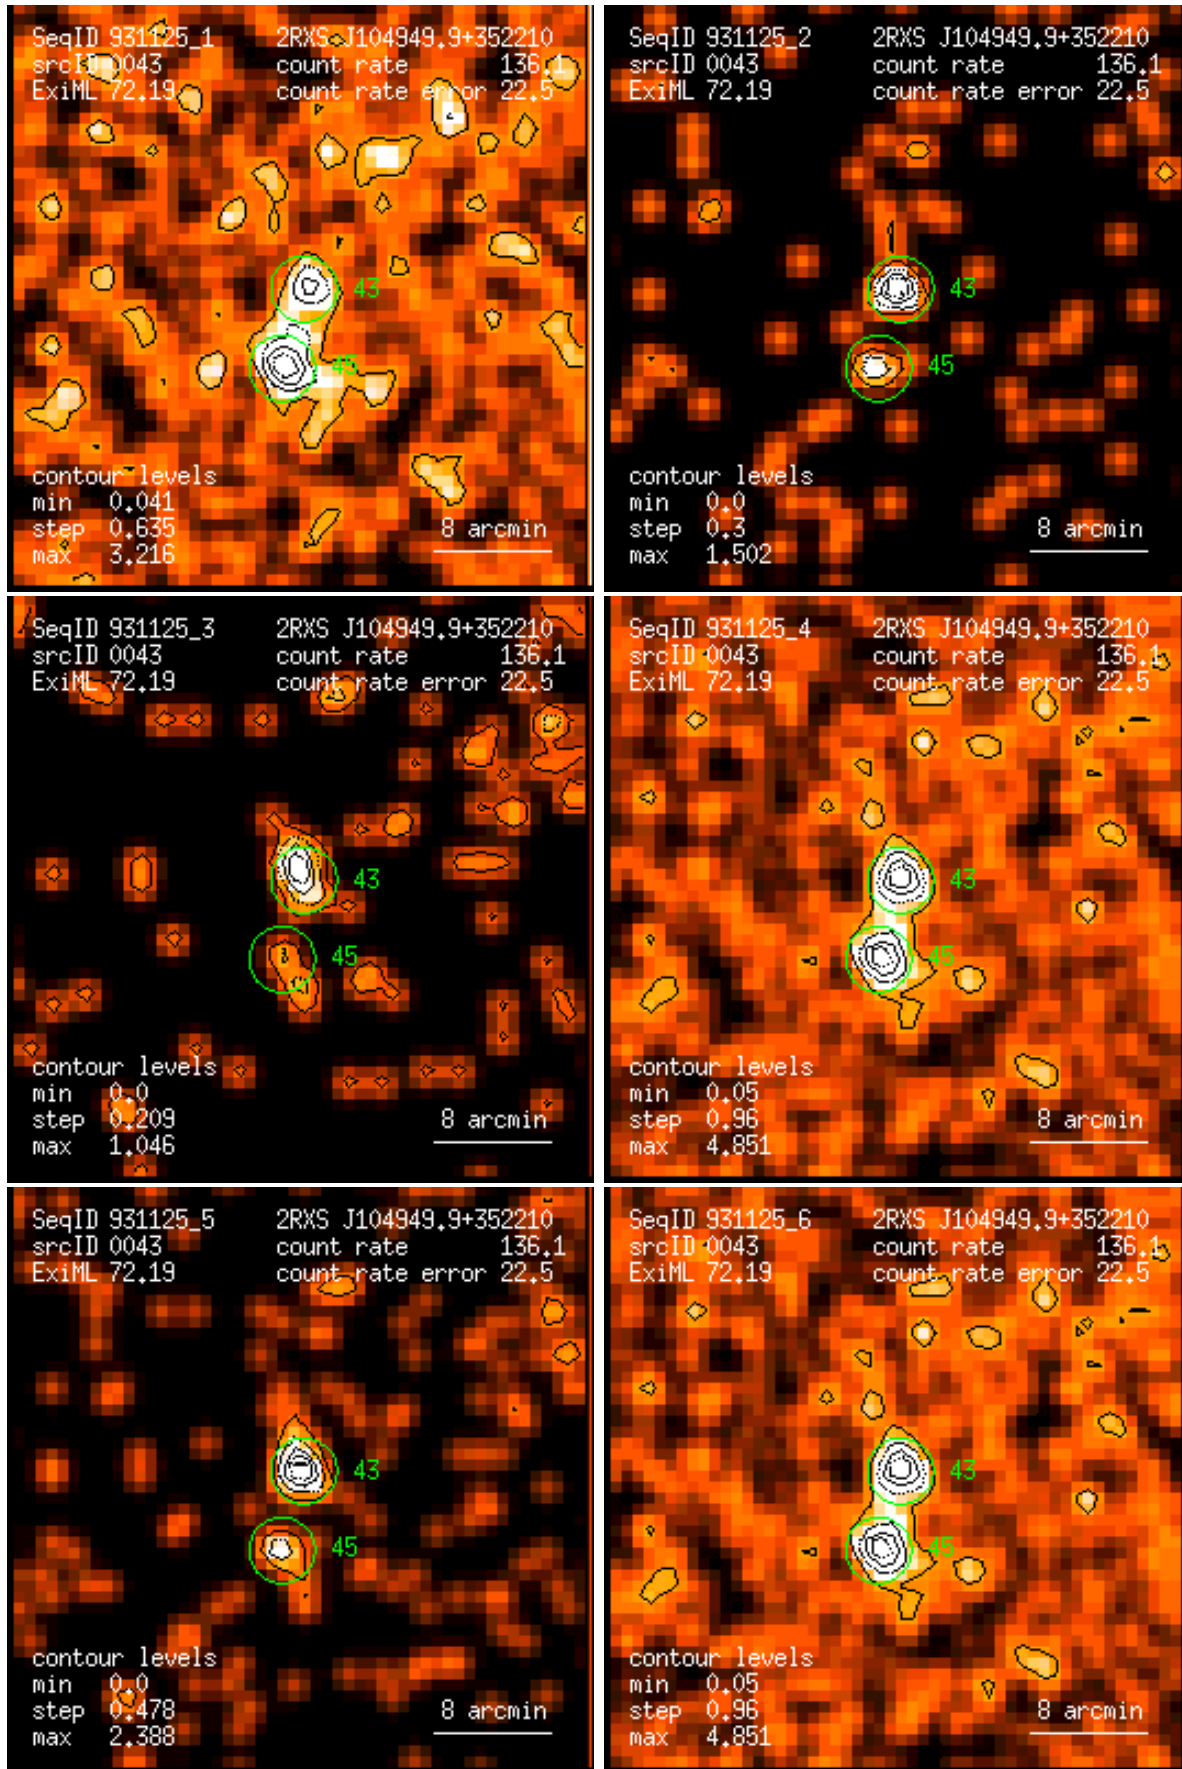 SeqID 931125_1 2RXS J104949.9+352210
srcID 0043 count rate 136.1
ExiML 72.19 count rate error 22.5
43
45
contour levels
min 0.041
step 0.635 8 arcmin
max 3.216
SeqID 931125_2 2RXS J104949.9+352210
srcID 0043 count rate 136.1
ExiML 72.19 count rate error 22.5
43
45
contour levels
min 0.0
step 0.3 8 arcmin
max 1.502
SeqID 931125_3 2RXS J104949.9+352210
srcID 0043 count rate 136.1
ExiML 72.19 count rate error 22.5
43
45
contour levels
min 0.0
step 0.209 8 arcmin
max 1.046
SeqID 931125_4 2RXS J104949.9+352210
srcID 0043 count rate 136.1
ExiML 72.19 count rate error 22.5
43
45
contour levels
min 0.05
step 0.96 8 arcmin
max 4.851
SeqID 931125_5 2RXS J104949.9+352210
srcID 0043 count rate 136.1
ExiML 72.19 count rate error 22.5
43
45
contour levels
min 0.0
step 0.478 8 arcmin
max 2.388
SeqID 931125_6 2RXS J104949.9+352210
srcID 0043 count rate 136.1
ExiML 72.19 count rate error 22.5
43
45
contour levels
min 0.05
step 0.96 8 arcmin
max 4.851